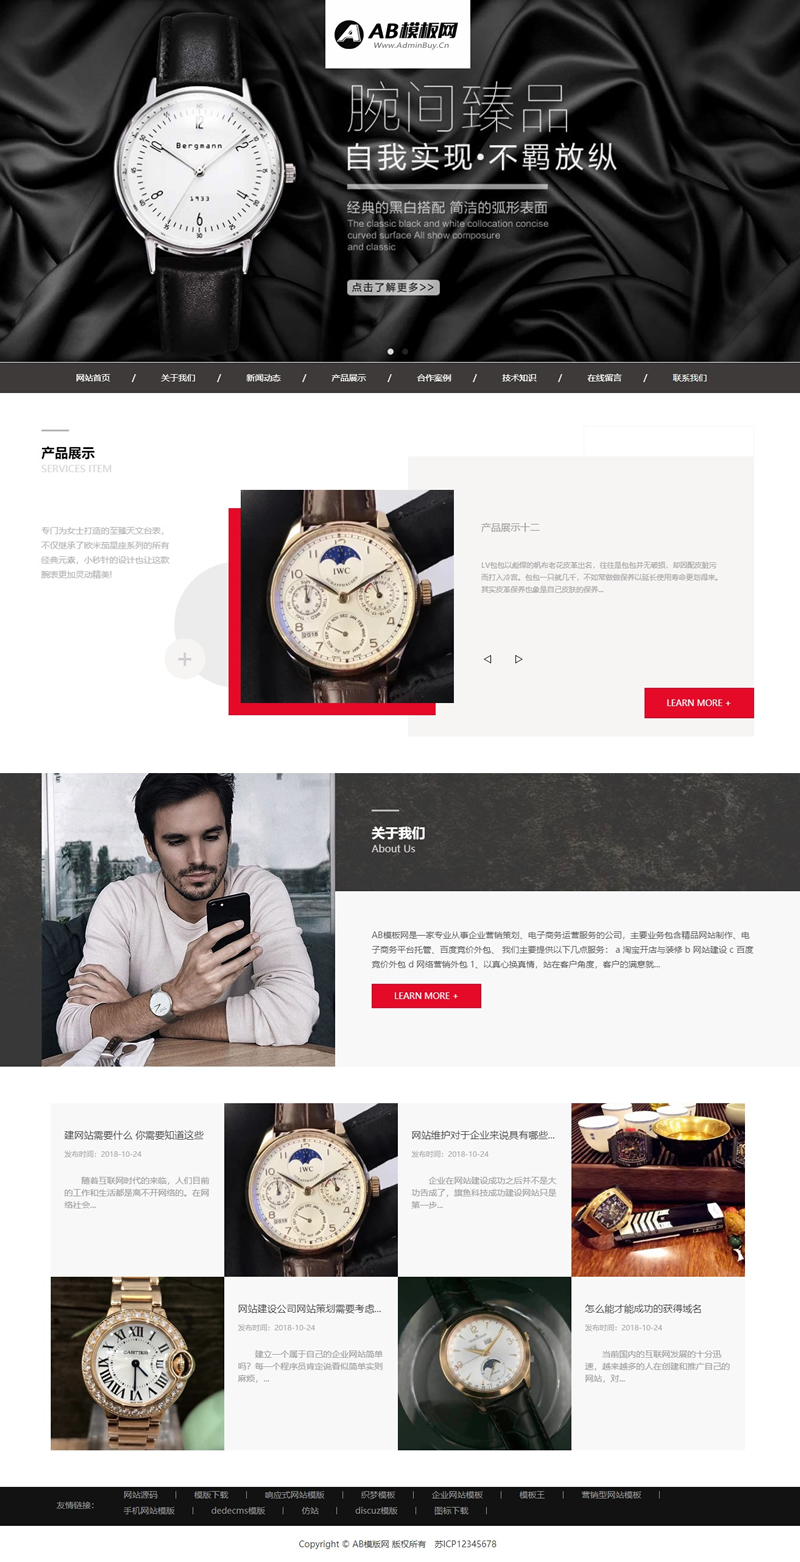 AB模板网
Www.AdminBuy.Cn
腕间臻品
自我实现•不羁放纵
经典的黑白搭配 简洁的弧形表面
The classic black and white collocation concise
curved surface All show composure
and classic
点击了解更多>>
Bergmann
1933
网站首页 / 关于我们 / 新闻动态 / 产品展示 / 合作案例 / 技术知识 / 在线留言 / 联系我们
产品展示
SERVICES ITEM
专门为女士打造的至臻天文台表,
不仅继承了欧米茄星座系列的所有
经典元素，小秒针的设计也让这款
腕表更加灵动精美!
+
IWC
SCHAFFHAUSEN
2018
产品展示十二
LV包包以彪悍的帆布老花皮革出名，往往是包包并无破损，却因配皮脏污
而打入冷宫。包包一只就几千，不如常做做保养以延长使用寿命更划得来。
其实皮革保养也象是自己皮肤的保养...
LEARN MORE +
关于我们
About Us
AB模板网是一家专业从事企业营销策划、电子商务运营服务的公司，主要业务包含精品网站制作、电
子商务平台托管、百度竞价外包、 我们主要提供以下几点服务： a 淘宝开店与装修 b 网站建设 c 百度
竞价外包 d 网络营销外包 1、以真心换真情，站在客户角度，客户的满意就...
LEARN MORE +
建网站需要什么 你需要知道这些
发布时间：2018-10-24
随着互联网时代的来临，人们目前
的工作和生活都是离不开网络的。在网
络社会...
IWC
网站维护对于企业来说具有哪些...
发布时间：2018-10-24
企业在网站建设成功之后并不是大
功告成了，旗鱼科技成功建设网站只是
第一步...
网站建设公司网站策划需要考虑...
发布时间：2018-10-24
建立一个属于自己的企业网站简单
吗？每一个程序员肯定说看似简单实则
麻烦，...
怎么能才能成功的获得域名
发布时间：2018-10-24
当前国内的互联网发展的十分迅
速，越来越多的人在创建和推广自己的
网站，对...
友情链接：
网站源码 | 模版下载 | 响应式网站模版 | 织梦模板 | 企业网站模板 | 模板王 | 营销型网站模板 |
手机网站模版 | dedecms模版 | 仿站 | discuz模版 | 图标下载 |
Copyright © AB模版网 版权所有 苏ICP12345678